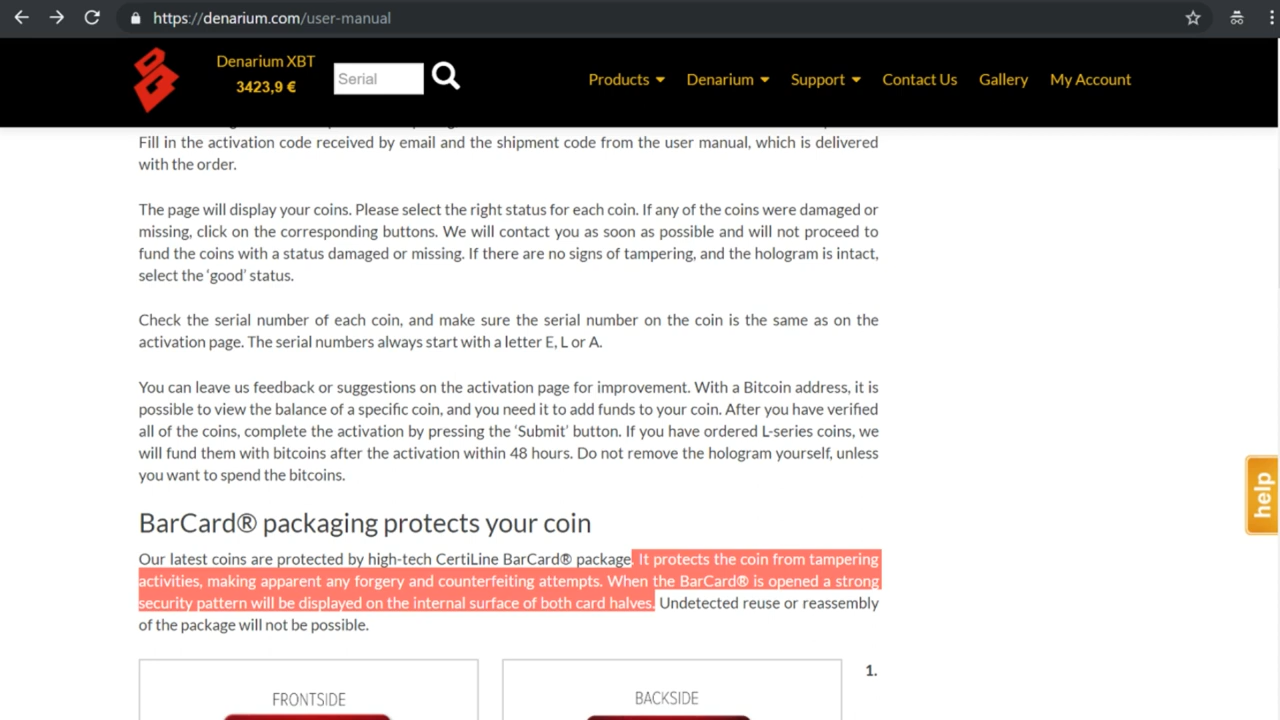 https://denarium.com/user-manual
Denarium XBT
3423,9 €
Serial
Products
Denarium
Support
Contact Us
Gallery
My Account
Fill in the activation code received by email and the shipment code from the user manual, which is delivered
with the order.
The page will display your coins. Please select the right status for each coin. If any of the coins were damaged or
missing, click on the corresponding buttons. We will contact you as soon as possible and will not proceed to
fund the coins with a status damaged or missing. If there are no signs of tampering, and the hologram is intact,
select the ‘good’ status.
Check the serial number of each coin, and make sure the serial number on the coin is the same as on the
activation page. The serial numbers always start with a letter E, L or A.
You can leave us feedback or suggestions on the activation page for improvement. With a Bitcoin address, it is
possible to view the balance of a specific coin, and you need it to add funds to your coin. After you have verified
all of the coins, complete the activation by pressing the ‘Submit’ button. If you have ordered L-series coins, we
will fund them with bitcoins after the activation within 48 hours. Do not remove the hologram yourself, unless
you want to spend the bitcoins.
help
BarCard® packaging protects your coin
Our latest coins are protected by high-tech CertiLine BarCard® package. It protects the coin from tampering
activities, making apparent any forgery and counterfeiting attempts. When the BarCard® is opened a strong
security pattern will be displayed on the internal surface of both card halves. Undetected reuse or reassembly
of the package will not be possible.
FRONTSIDE
BACKSIDE
1.